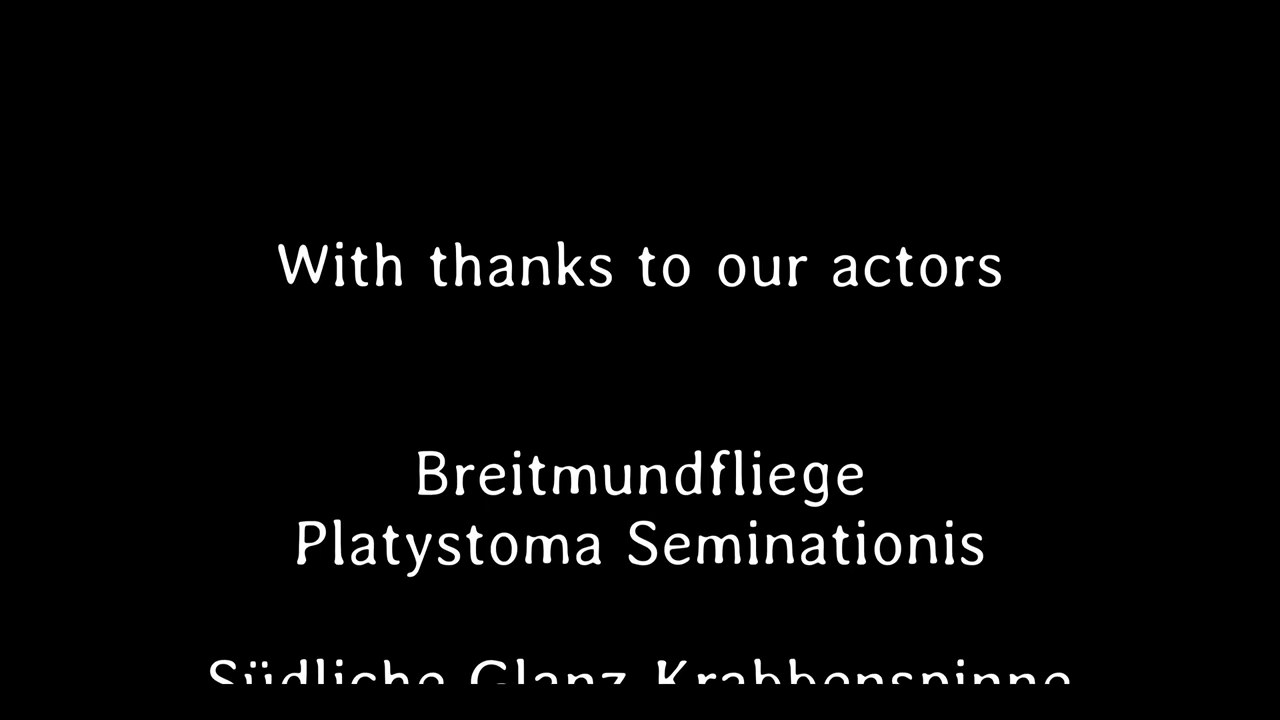 With thanks to our actors
Breitmundfliege
Platystoma Seminationis
Südliche Glanz-Krabbenspinne